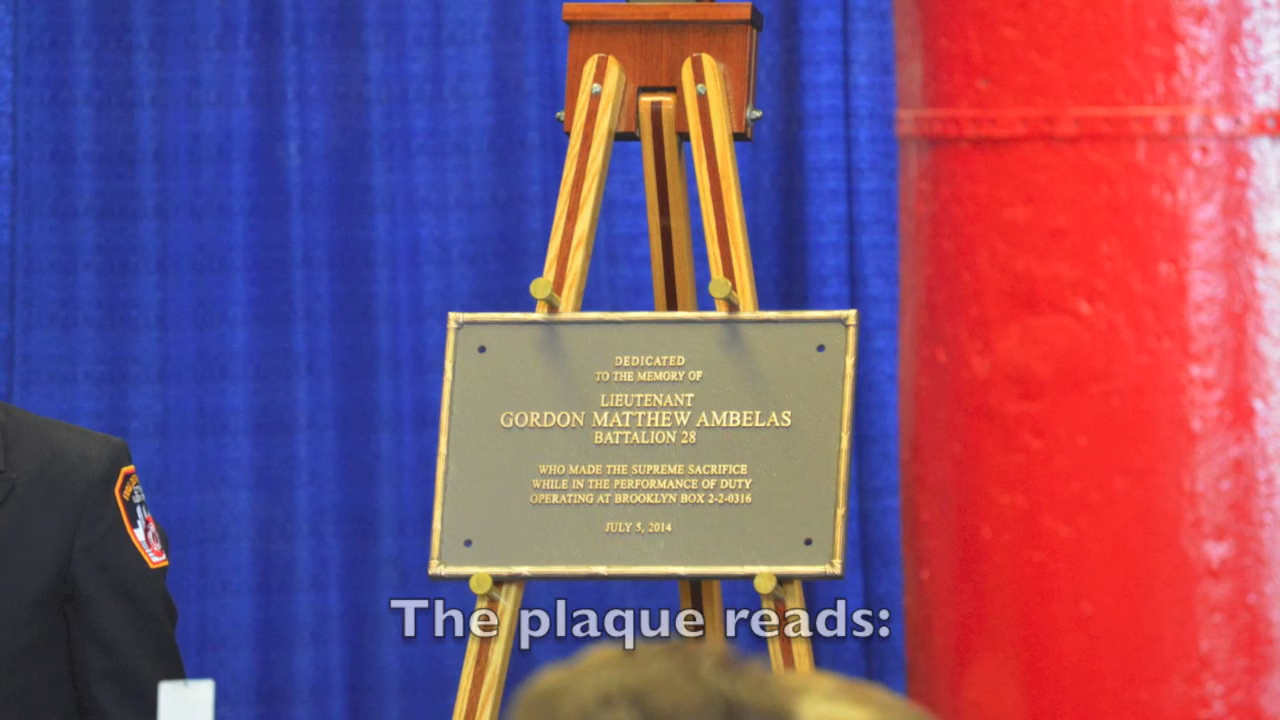 DEDICATED
TO THE MEMORY OF
LIEUTENANT
GORDON MATTHEW AMBELAS
BATTALION 28
WHO MADE THE SUPREME SACRIFICE
WHILE IN THE PERFORMANCE OF DUTY
OPERATING AT BROOKLYN BOX 2-2-0316
JULY 5, 2014
The plaque reads: